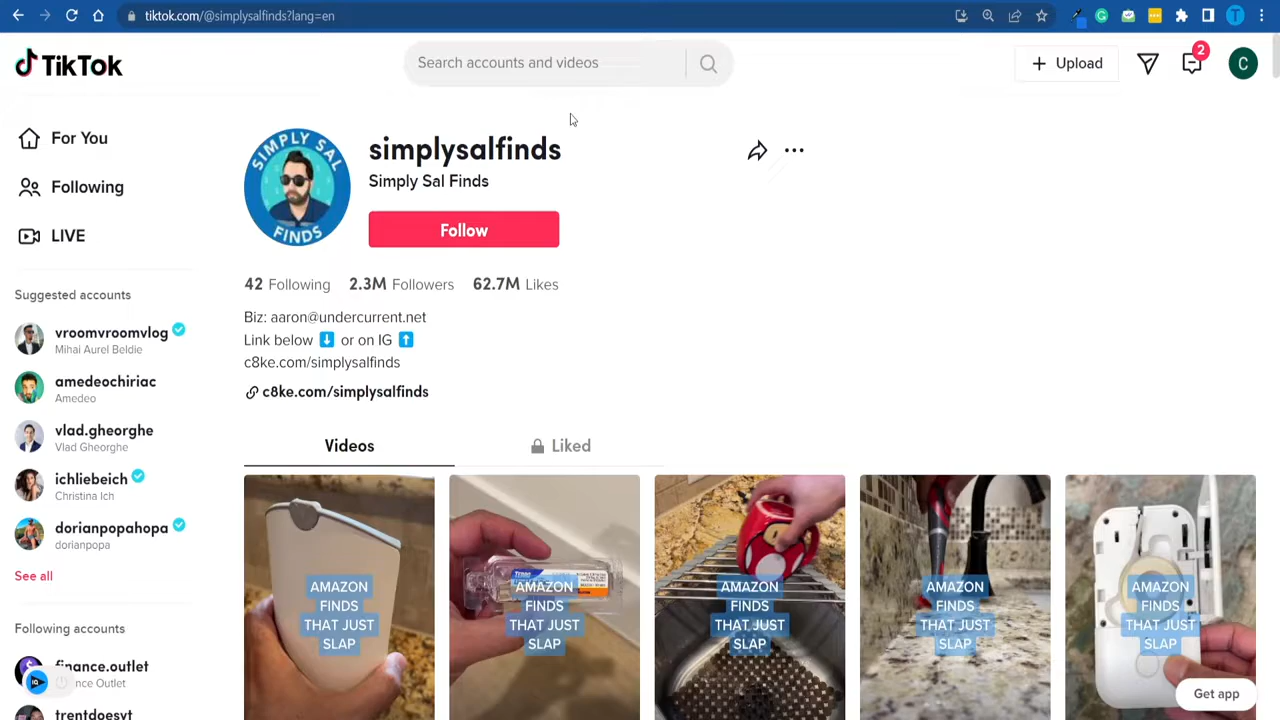 tiktok.com/@simplysalfinds?lang=en
TikTok
Search accounts and videos
Upload
2
C
T
For You
Following
LIVE
Suggested accounts
vroomvroomvlog
Mihai Aurel Beldie
amedeochiriac
Amedeo
vlad.gheorghe
Vlad Gheorghe
ichliebeich
Christina Ich
dorianpopahopa
dorianpopa
See all
Following accounts
finance.outlet
nce Outlet
trentdoesyt
SIMPLY SAL
FINDS
simplysalfinds
Simply Sal Finds
Follow
42 Following 2.3M Followers 62.7M Likes
Biz: aaron@undercurrent.net
Link below ⬇️ or on IG ⬆️
c8ke.com/simplysalfinds
c8ke.com/simplysalfinds
Videos
Liked
AMAZON
FINDS
THAT JUST
SLAP
AMAZON
FINDS
THAT JUST
SLAP
AMAZON
FINDS
THAT JUST
SLAP
AMAZON
FINDS
THAT JUST
SLAP
AMAZON
FINDS
THAT JUST
SLAP
Get app